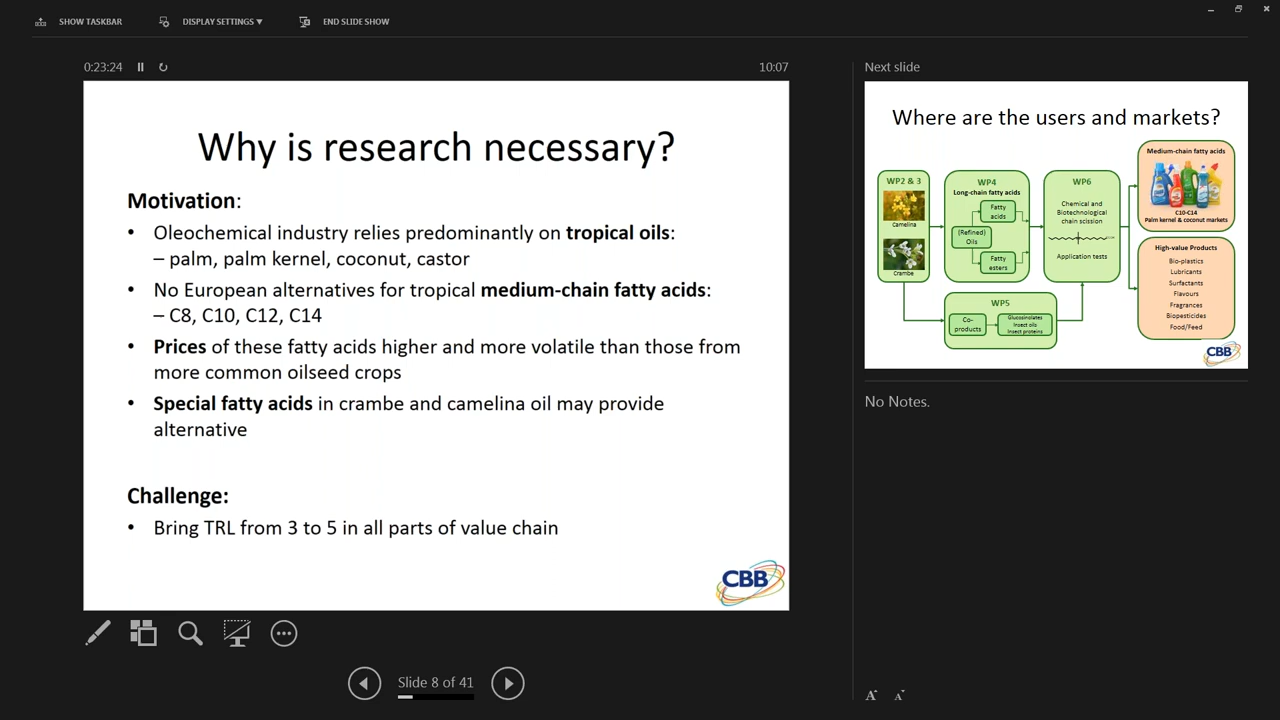 SHOW TASKBAR
DISPLAY SETTINGS ▼
END SLIDE SHOW
0:23:24
10:07
Why is research necessary?
Motivation:
• Oleochemical industry relies predominantly on tropical oils:
– palm, palm kernel, coconut, castor
• No European alternatives for tropical medium-chain fatty acids:
– C8, C10, C12, C14
• Prices of these fatty acids higher and more volatile than those from
more common oilseed crops
• Special fatty acids in crambe and camelina oil may provide
alternative
Challenge:
• Bring TRL from 3 to 5 in all parts of value chain
CBB
Slide 8 of 41
Next slide
Where are the users and markets?
WP2 & 3
Camelina
Crambe
WP4
Long-chain fatty acids
Fatty
acids
(Refined)
Oils
Fatty
esters
WP5
Co-
products
Glucosinolates
Insect oils
Insect proteins
WP6
Chemical and
Biotechnological
chain scission
Application tests
Medium-chain fatty acids
C10-C14
Palm kernel & coconut markets
High-value Products
Bio-plastics
Lubricants
Surfactants
Flavours
Fragrances
Biopesticides
Food/Feed
CBB
No Notes.
A A